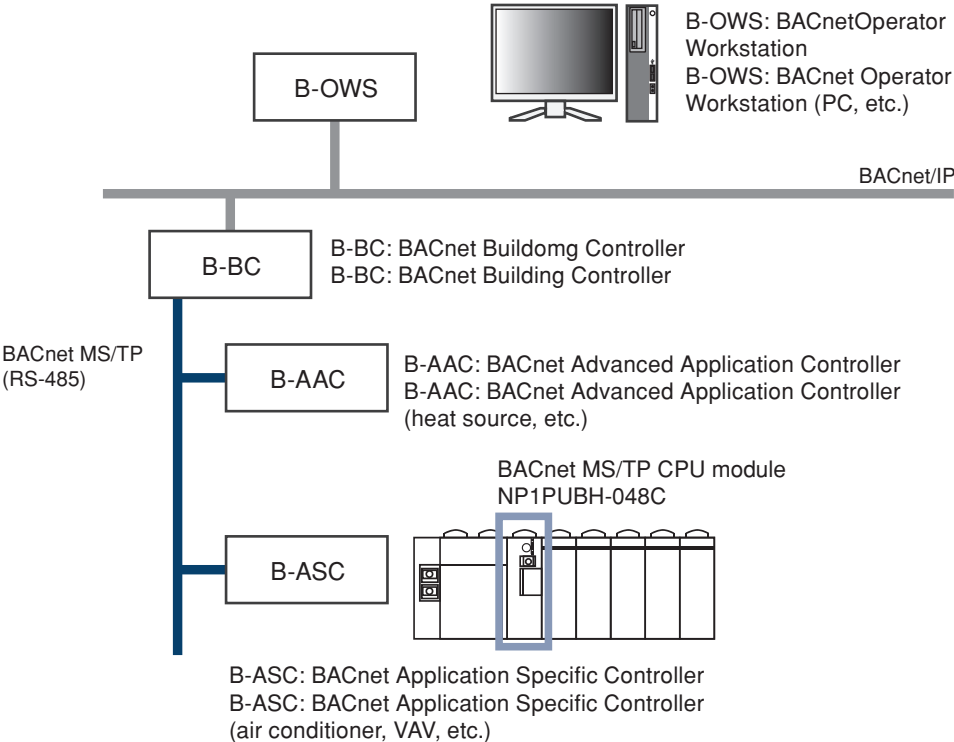 B-OWS
B-OWS: BACnetOperator
Workstation
B-OWS: BACnet Operator
Workstation (PC, etc.)
BACnet/IP
B-BC
B-BC: BACnet Buildomg Controller
B-BC: BACnet Building Controller
BACnet MS/TP
(RS-485)
B-AAC
B-AAC: BACnet Advanced Application Controller
B-AAC: BACnet Advanced Application Controller
(heat source, etc.)
BACnet MS/TP CPU module
NP1PUBH-048C
B-ASC
B-ASC: BACnet Application Specific Controller
B-ASC: BACnet Application Specific Controller
(air conditioner, VAV, etc.)